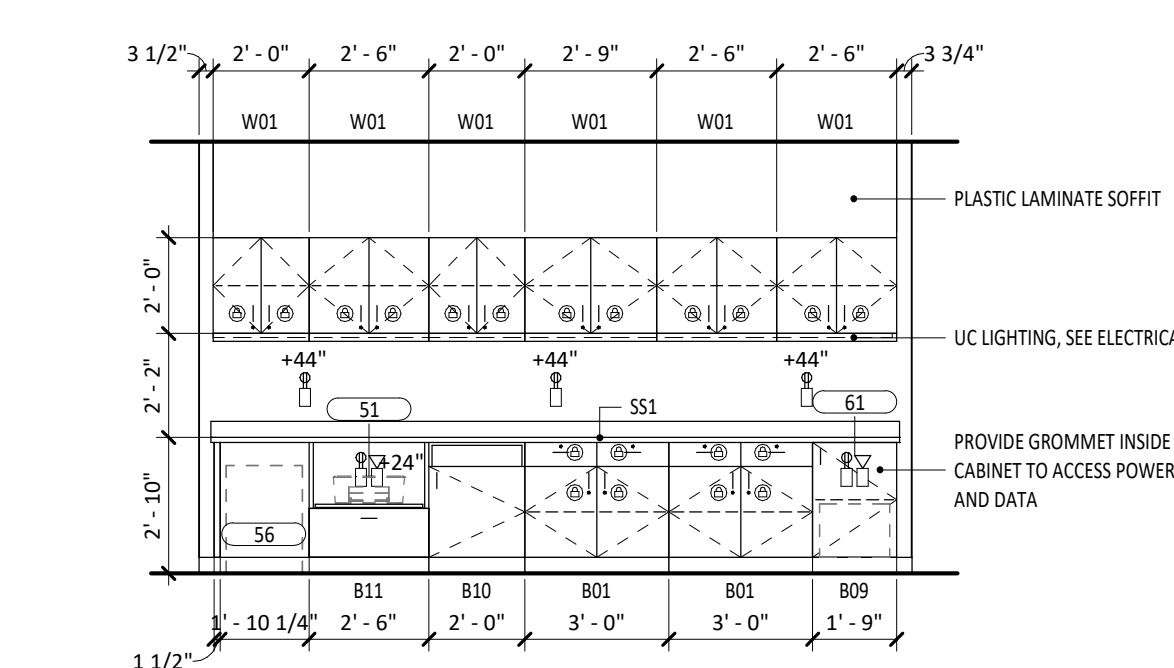 3 1/2" 2' - 0" 2' - 6" 2' - 0" 2' - 9" 2' - 6" 2' - 6" 3 3/4"
W01 W01 W01 W01 W01 W01
PLASTIC LAMINATE SOFFIT
2' - 0"
UC LIGHTING, SEE ELECTRICA
+44" +44" +44"
2' - 2"
51 SS1 61
PROVIDE GROMMET INSIDE
CABINET TO ACCESS POWER
AND DATA
+24"
2' - 10"
56
B11 B10 B01 B01 B09
1' - 10 1/4" 2' - 6" 2' - 0" 3' - 0" 3' - 0" 1' - 9"
1 1/2"